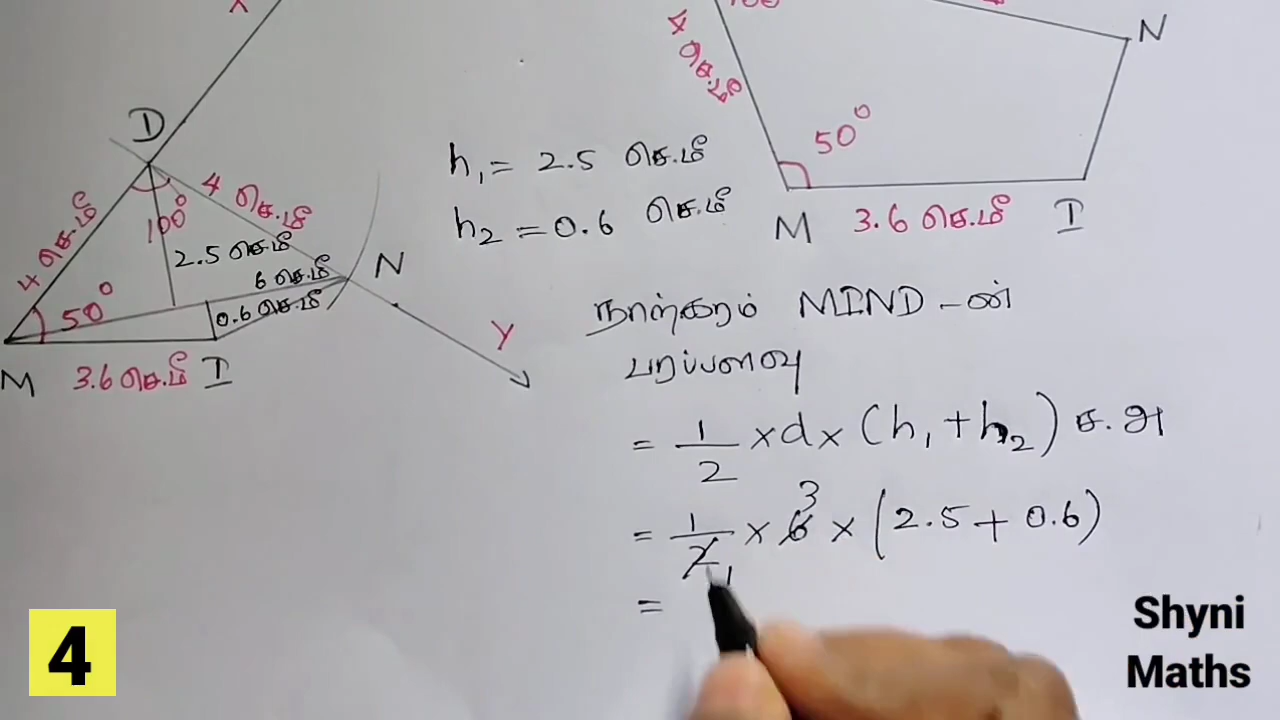 X
D
4 செ.மீ
100°
4 செ.மீ
2.5 செ.மீ
6 செ.மீ
0.6 செ.மீ
50°
N
Y
M 3.6 செ.மீ I
4 செ.மீ
N
50°
M 3.6 செ.மீ I
h₁ = 2.5 செ.மீ
h₂ = 0.6 செ.மீ
நாற்கரம் MIND -ன்
பரப்பளவு
= 1/2 × d × (h₁ + h₂) ச.அ
= 1/2 1 × 6 3 × (2.5 + 0.6)
=
4
Shyni
Maths